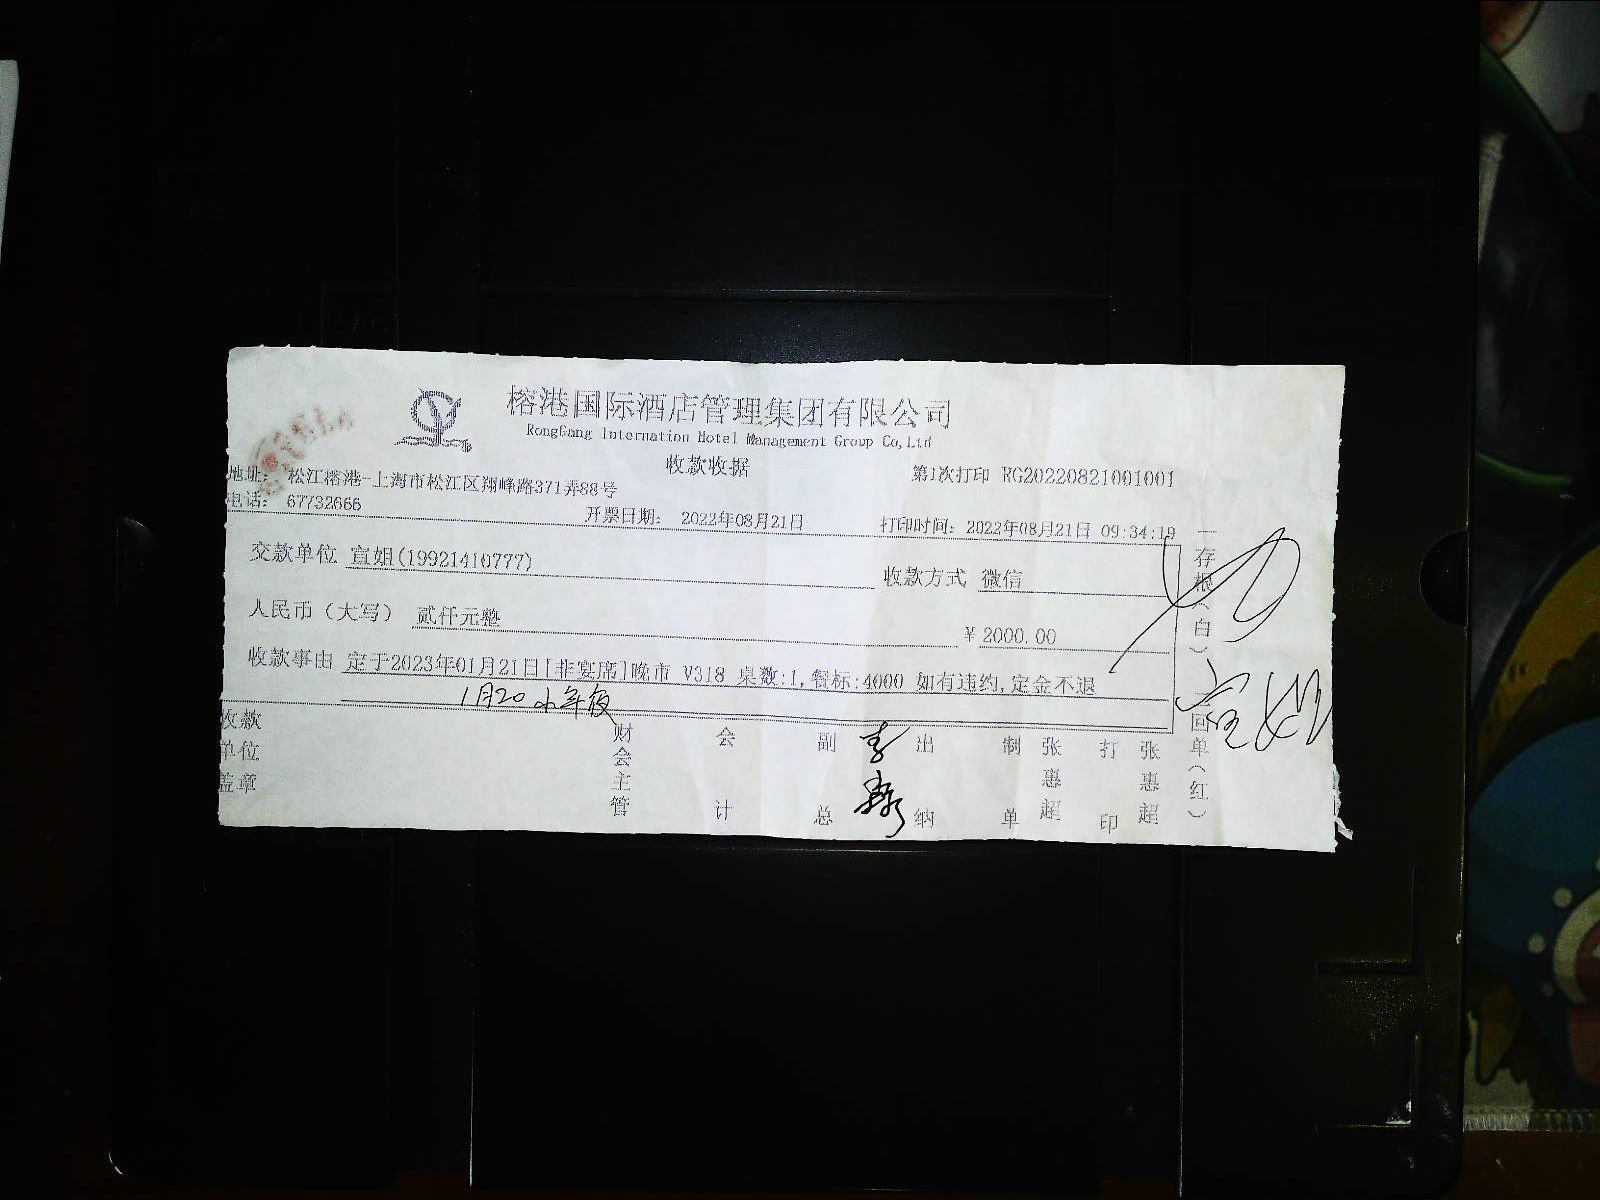 榕港国际酒店管理集团有限公司
RongGang Internation Hotel Management Group Co,Ltd
收款收据
第1次打印 RG20220821001001
地址: 松江榕港-上海市松江区翔峰路371弄88号
电话: 67732666
开票日期: 2022年08月21日
打印时间: 2022年08月21日 09:34:19
交款单位 宣姐(19921410777)
收款方式 微信
人民币(大写) 贰仟元整
¥2000.00
收款事由 定于2023年01月21日[非宴席]晚市 V318 桌数:1,餐标:4000 如有违约,定金不退
1月20 小年夜
收款单位盖章
财会主管
会计
副总
出纳
制单
张惠超
打印
张惠超
一存根(白)
二回单(红)
宣姐